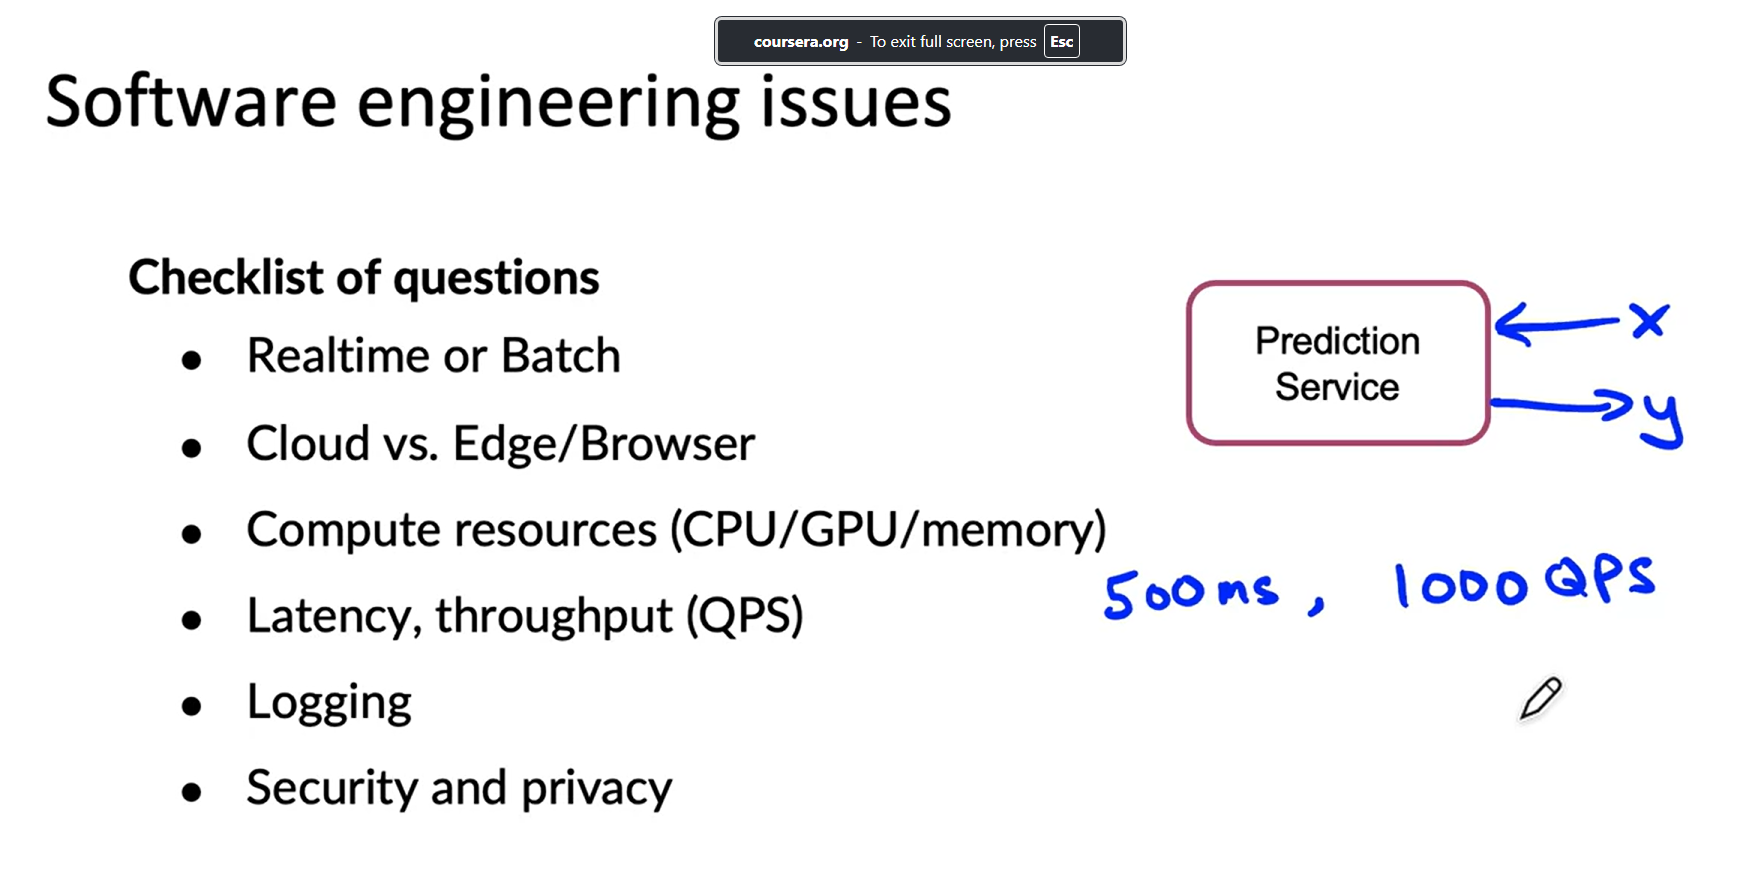 coursera.org - To exit full screen, press Esc
Software engineering issues
Checklist of questions
• Realtime or Batch
• Cloud vs. Edge/Browser
• Compute resources (CPU/GPU/memory)
• Latency, throughput (QPS)
• Logging
• Security and privacy
Prediction
Service
x
y
500ms, 1000 QPS